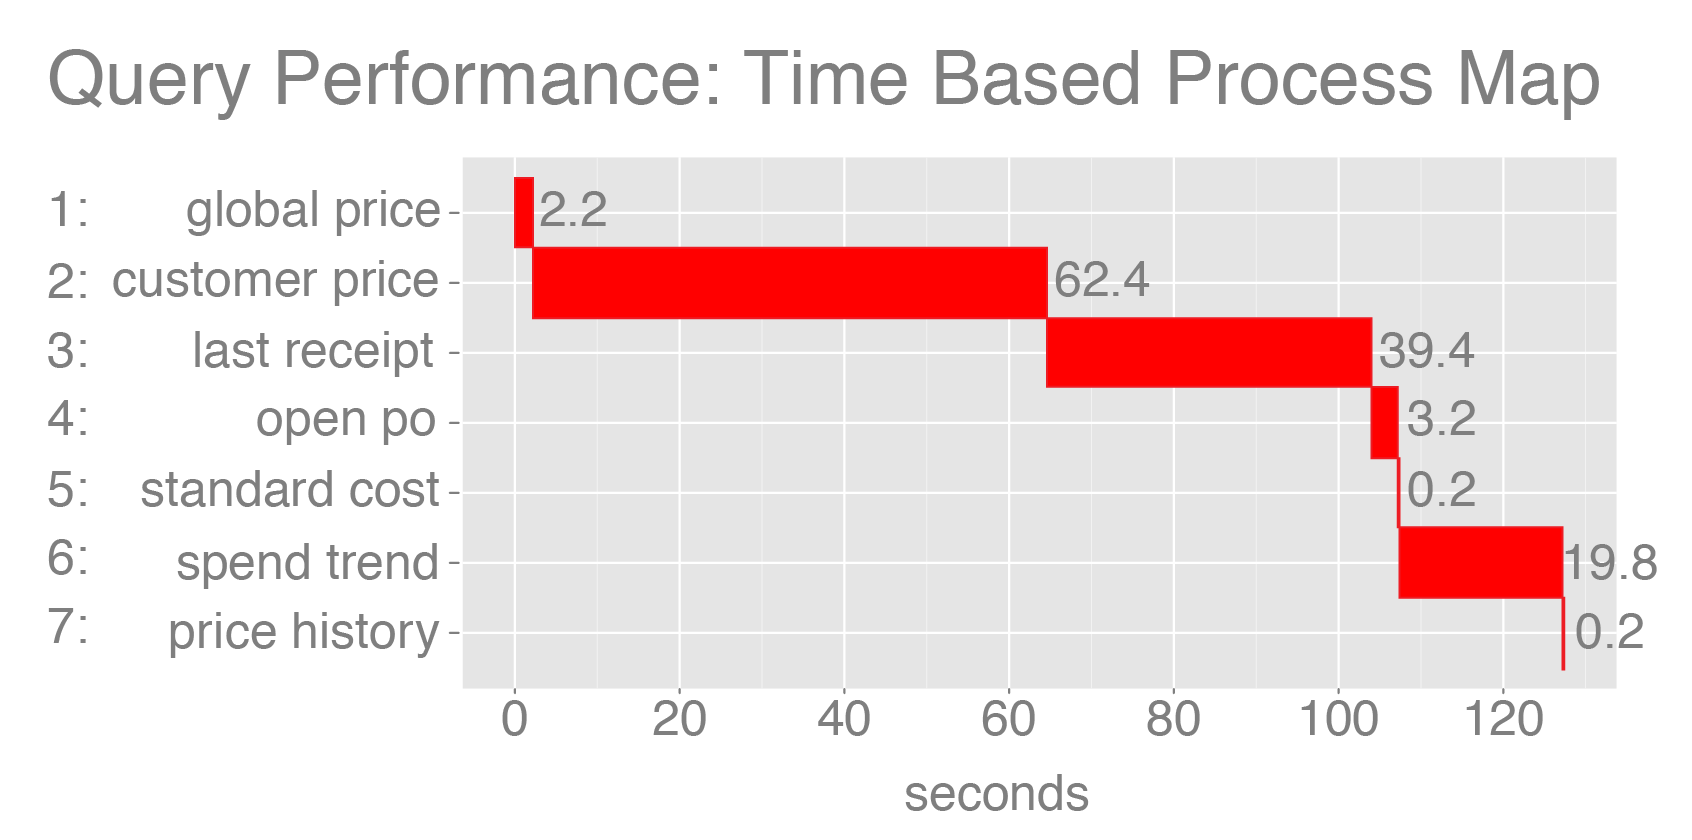 Query Performance: Time Based Process Map
1: global price 2.2
2: customer price 62.4
3: last receipt 39.4
4: open po 3.2
5: standard cost 0.2
6: spend trend 19.8
7: price history 0.2
0 20 40 60 80 100 120
seconds